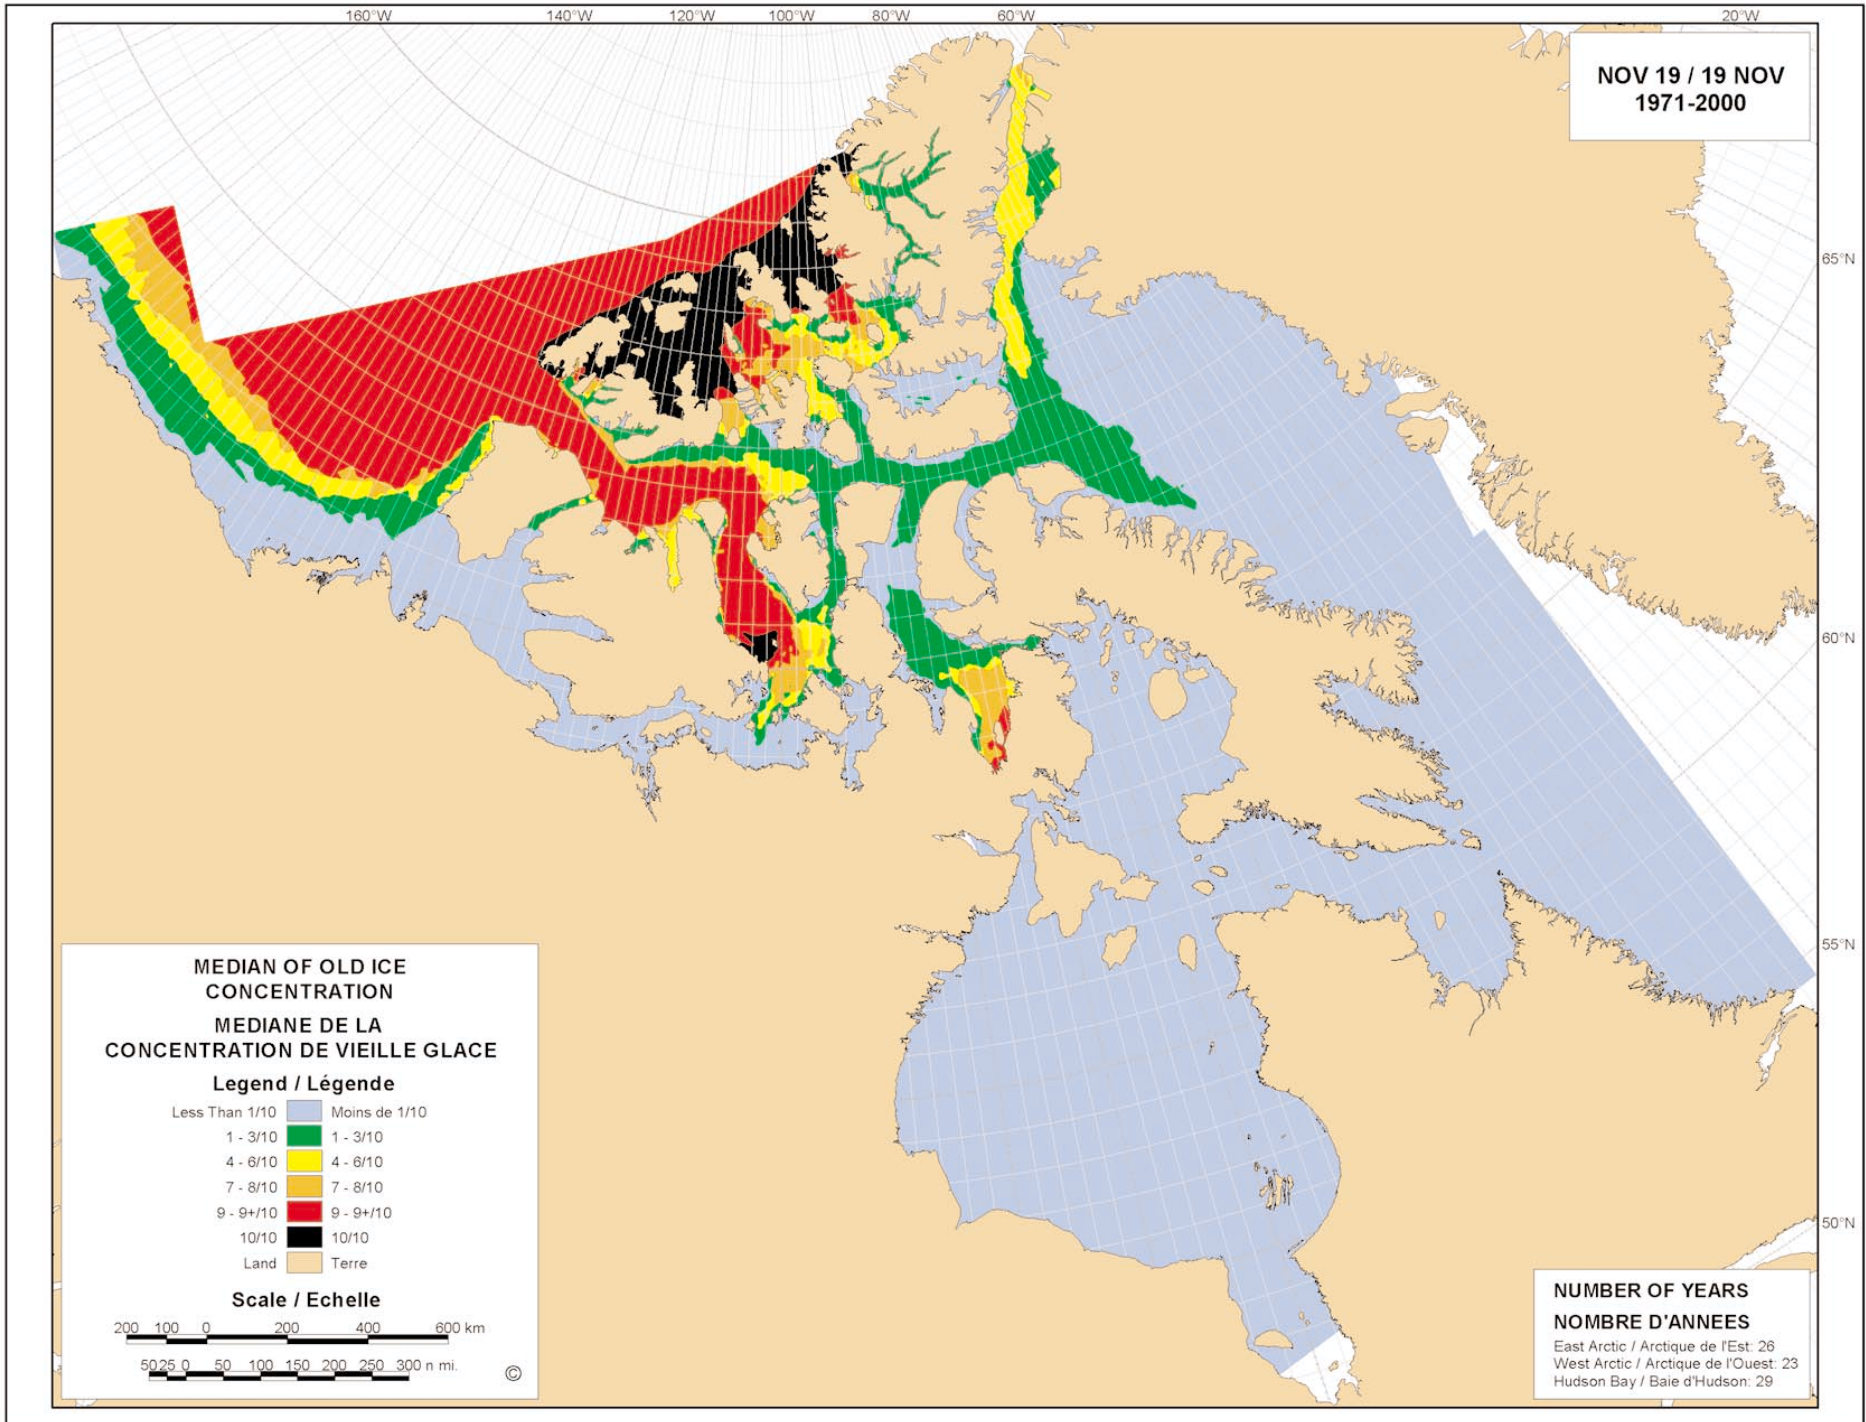 160°W 140°W 120°W 100°W 80°W 60°W 20°W
NOV 19 / 19 NOV
1971-2000
65°N
60°N
55°N
50°N
MEDIAN OF OLD ICE
CONCENTRATION
MEDIANE DE LA
CONCENTRATION DE VIEILLE GLACE
Legend / Légende
Less Than 1/10 Moins de 1/10
1 - 3/10 1 - 3/10
4 - 6/10 4 - 6/10
7 - 8/10 7 - 8/10
9 - 9+/10 9 - 9+/10
10/10 10/10
Land Terre
Scale / Echelle
200 100 0 200 400 600 km
50 25 0 50 100 150 200 250 300 n mi.
©
NUMBER OF YEARS
NOMBRE D'ANNEES
East Arctic / Arctique de l'Est: 26
West Arctic / Arctique de l'Ouest: 23
Hudson Bay / Baie d'Hudson: 29